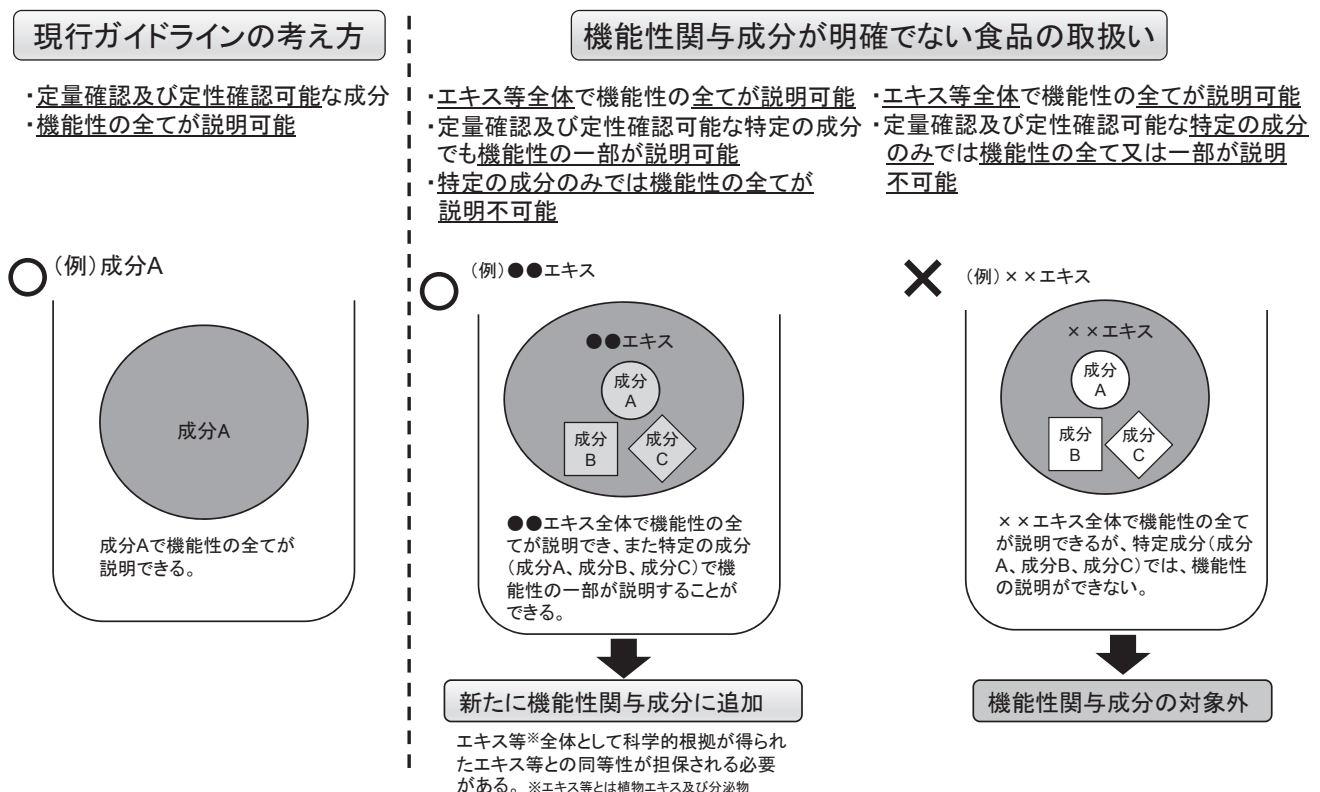 現行ガイドラインの考え方
・定量確認及び定性確認可能な成分
・機能性の全てが説明可能
○
(例)成分A
成分A
成分Aで機能性の全てが
説明できる。
機能性関与成分が明確でない食品の取扱い
・エキス等全体で機能性の全てが説明可能
・定量確認及び定性確認可能な特定の成分
でも機能性の一部が説明可能
・特定の成分のみでは機能性の全てが
説明不可能
○
(例)●●エキス
●●エキス
成分
A
成分
B
成分
C
●●エキス全体で機能性の全
てが説明でき、また特定の成分
(成分A、成分B、成分C)で機
能性の一部が説明することが
できる。
新たに機能性関与成分に追加
エキス等※全体として科学的根拠が得られ
たエキス等との同等性が担保される必要
がある。 ※エキス等とは植物エキス及び分泌物
・エキス等全体で機能性の全てが説明可能
・定量確認及び定性確認可能な特定の成分
のみでは機能性の全て又は一部が説明
不可能
×
(例)××エキス
××エキス
成分
A
成分
B
成分
C
××エキス全体で機能性の全て
が説明できるが、特定成分(成分
A、成分B、成分C)では、機能性
の説明ができない。
機能性関与成分の対象外